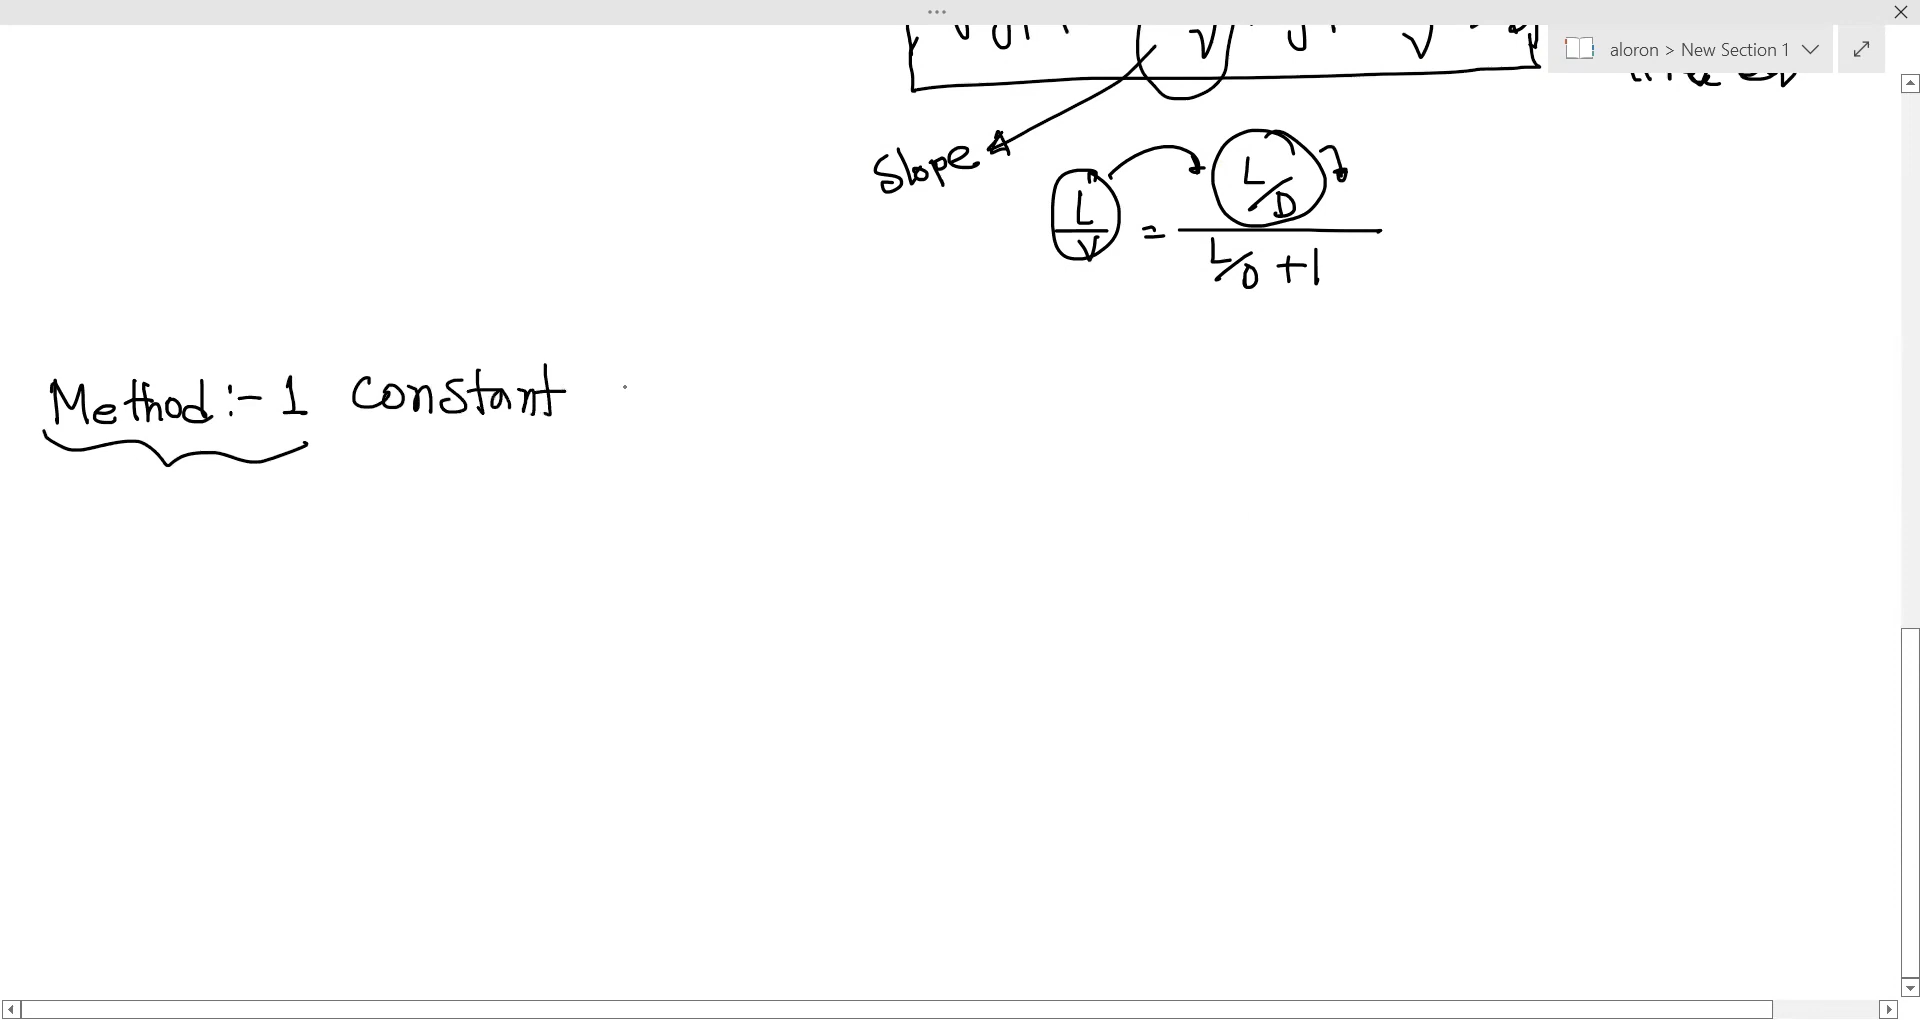 aloron > New Section 1
Slope
L/V = (L/D) / (L/D + 1)
Method :- 1 constant